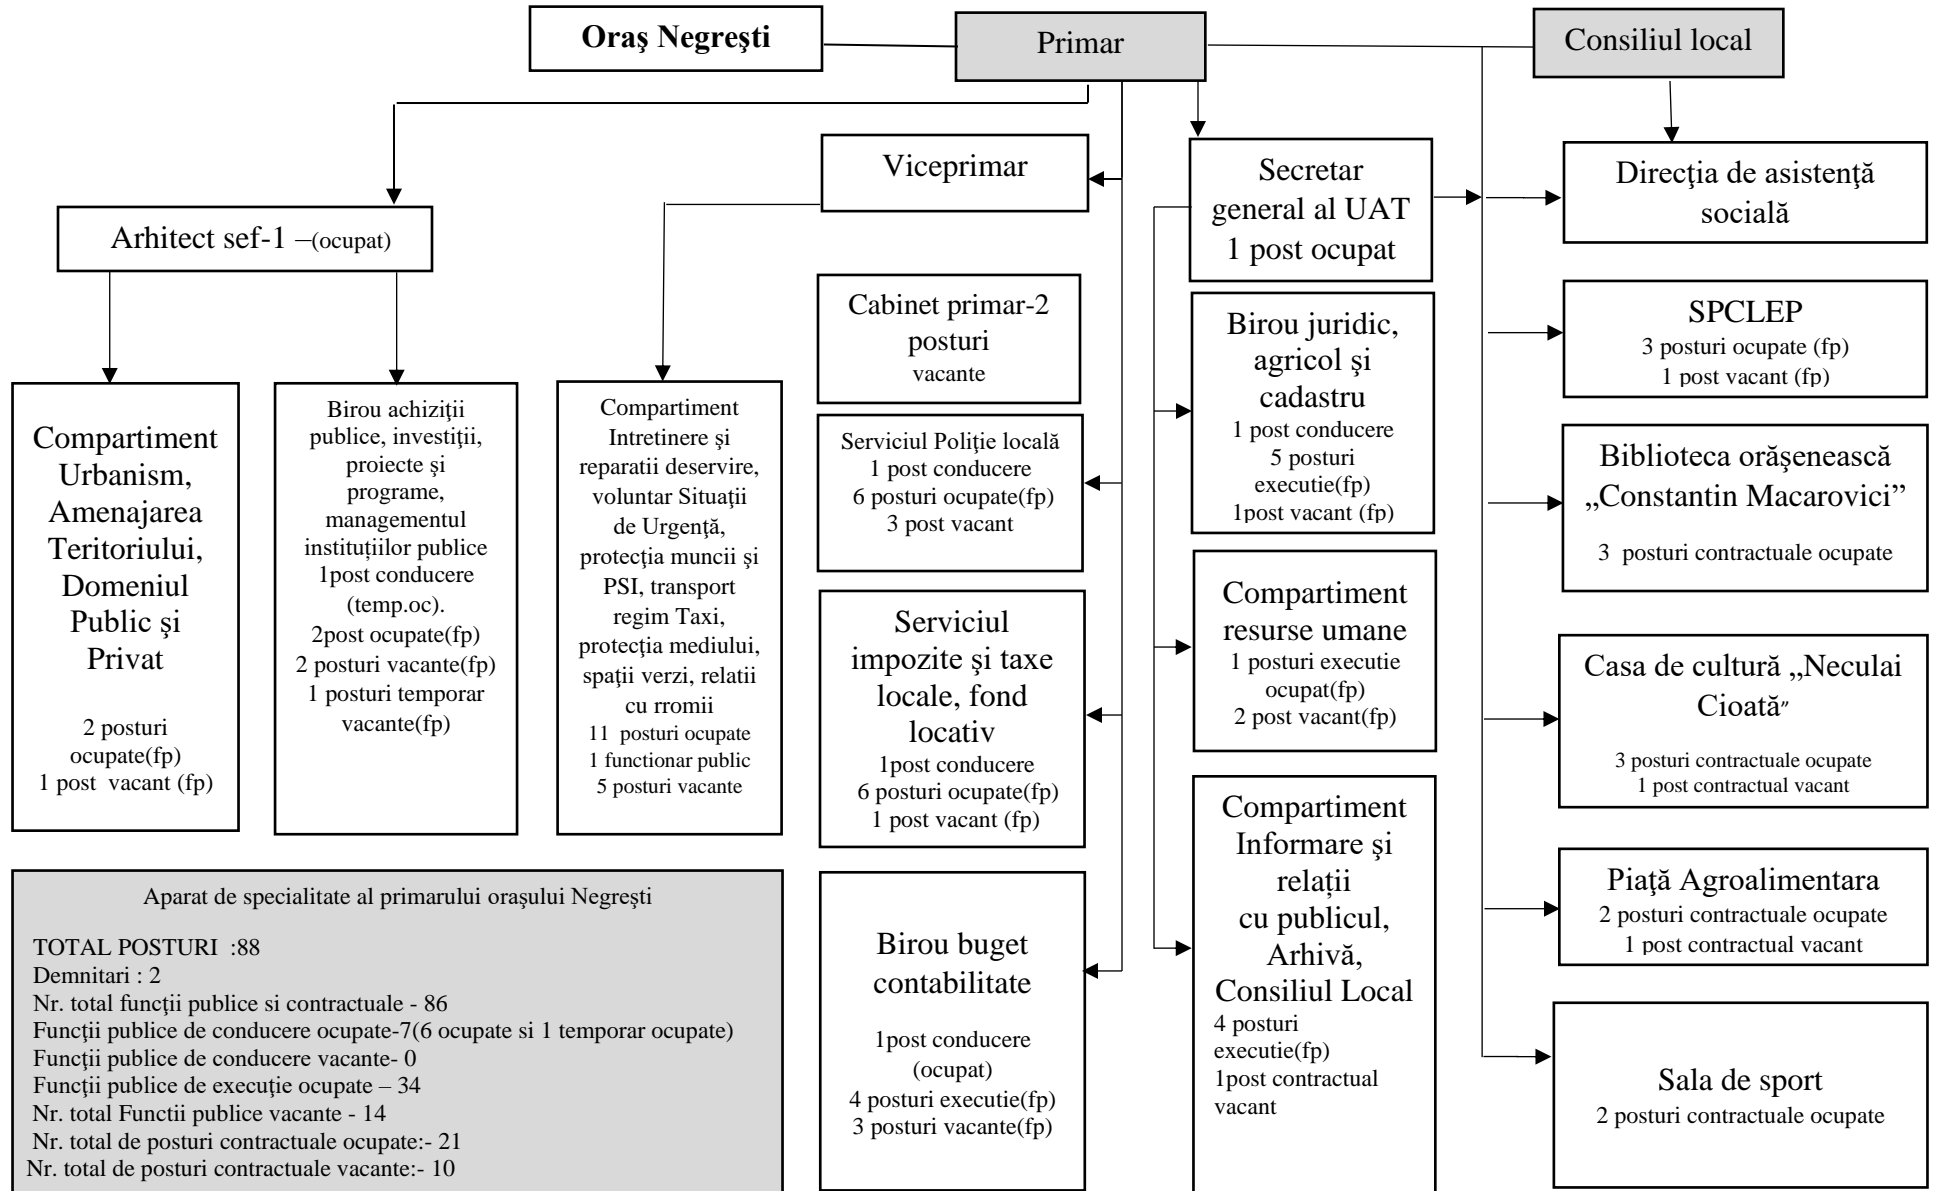 Oraş Negreşti
Primar
Consiliul local
Viceprimar
Secretar
general al UAT
1 post ocupat
Direcţia de asistenţă
socială
Arhitect sef-1 –(ocupat)
Cabinet primar-2
posturi
vacante
Birou juridic,
agricol şi
cadastru
1 post conducere
5 posturi
executie(fp)
1post vacant (fp)
SPCLEP
3 posturi ocupate (fp)
1 post vacant (fp)
Compartiment
Urbanism,
Amenajarea
Teritoriului,
Domeniul
Public şi
Privat
2 posturi
ocupate(fp)
1 post vacant (fp)
Birou achiziţii
publice, investiţii,
proiecte şi
programe,
managementul
instituțiilor publice
1post conducere
(temp.oc).
2post ocupate(fp)
2 posturi vacante(fp)
1 posturi temporar
vacante(fp)
Compartiment
Intretinere şi
reparatii deservire,
voluntar Situaţii
de Urgenţă,
protecţia muncii şi
PSI, transport
regim Taxi,
protecţia mediului,
spaţii verzi, relatii
cu rromii
11 posturi ocupate
1 functionar public
5 posturi vacante
Serviciul Poliţie locală
1 post conducere
6 posturi ocupate(fp)
3 post vacant
Biblioteca orăşenească
„Constantin Macarovici”
3 posturi contractuale ocupate
Serviciul
impozite şi taxe
locale, fond
locativ
1post conducere
6 posturi ocupate(fp)
1 post vacant (fp)
Compartiment
resurse umane
1 posturi executie
ocupat(fp)
2 post vacant(fp)
Casa de cultură „Neculai
Cioată”
3 posturi contractuale ocupate
1 post contractual vacant
Compartiment
Informare şi
relații
cu publicul,
Arhivă,
Consiliul Local
4 posturi
executie(fp)
1post contractual
vacant
Piaţă Agroalimentara
2 posturi contractuale ocupate
1 post contractual vacant
Birou buget
contabilitate
1post conducere
(ocupat)
4 posturi executie(fp)
3 posturi vacante(fp)
Sala de sport
2 posturi contractuale ocupate
Aparat de specialitate al primarului oraşului Negreşti
TOTAL POSTURI :88
Demnitari : 2
Nr. total funcţii publice si contractuale - 86
Funcţii publice de conducere ocupate-7(6 ocupate si 1 temporar ocupate)
Funcţii publice de conducere vacante- 0
Funcţii publice de execuţie ocupate – 34
Nr. total Functii publice vacante - 14
Nr. total de posturi contractuale ocupate:- 21
Nr. total de posturi contractuale vacante:- 10